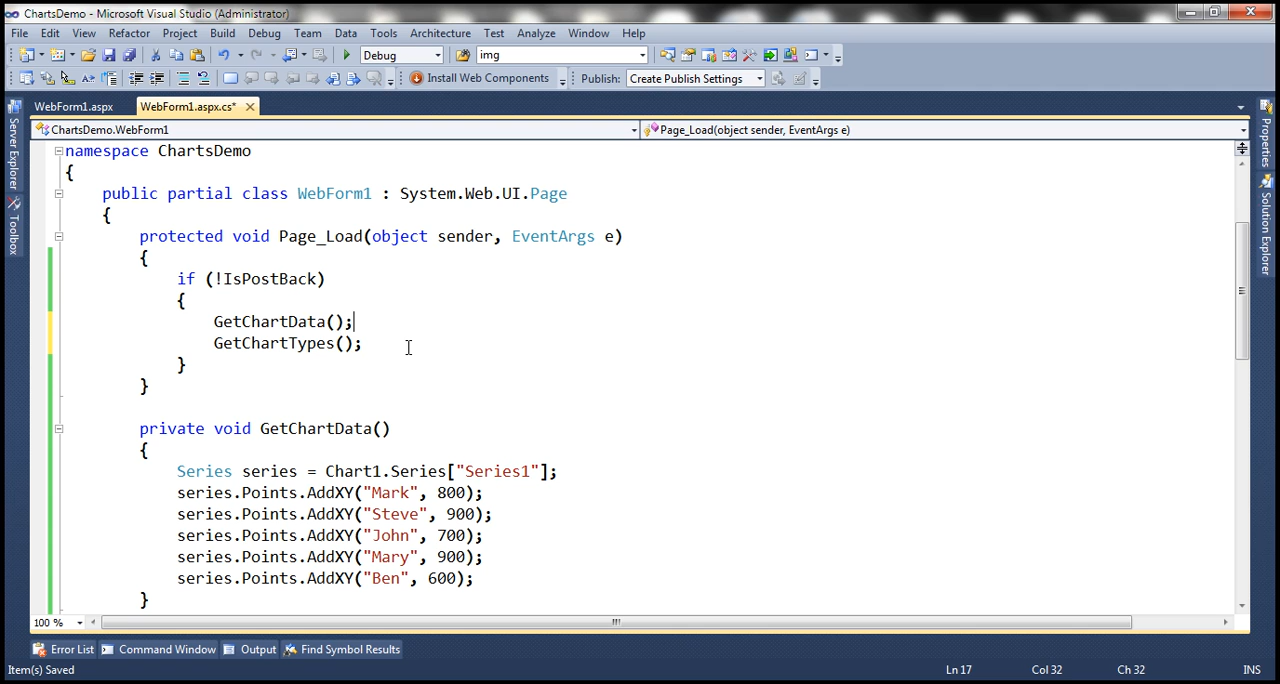 ChartsDemo - Microsoft Visual Studio (Administrator)
File Edit View Refactor Project Build Debug Team Data Tools Architecture Test Analyze Window Help
Debug img
Install Web Components Publish: Create Publish Settings
WebForm1.aspx WebForm1.aspx.cs*
ChartsDemo.WebForm1 Page_Load(object sender, EventArgs e)
Server Explorer
Toolbox
Properties
Solution Explorer
namespace ChartsDemo
{
public partial class WebForm1 : System.Web.UI.Page
{
protected void Page_Load(object sender, EventArgs e)
{
if (!IsPostBack)
{
GetChartData();
GetChartTypes();
}
}
private void GetChartData()
{
Series series = Chart1.Series["Series1"];
series.Points.AddXY("Mark", 800);
series.Points.AddXY("Steve", 900);
series.Points.AddXY("John", 700);
series.Points.AddXY("Mary", 900);
series.Points.AddXY("Ben", 600);
}
100 %
Error List Command Window Output Find Symbol Results
Item(s) Saved Ln 17 Col 32 Ch 32 INS